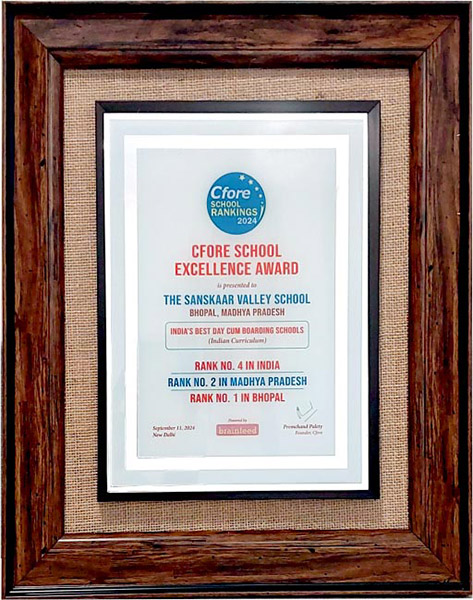 Cfore
SCHOOL
RANKINGS
2024
CFORE SCHOOL
EXCELLENCE AWARD
is presented to
THE SANSKAAR VALLEY SCHOOL
BHOPAL, MADHYA PRADESH
INDIA'S BEST DAY CUM BOARDING SCHOOLS
(Indian Curriculum)
RANK NO. 4 IN INDIA
RANK NO. 2 IN MADHYA PRADESH
RANK NO. 1 IN BHOPAL
September 11, 2024
New Delhi
Powered by
brainfeed
Premchand Palety
Founder, Cfore